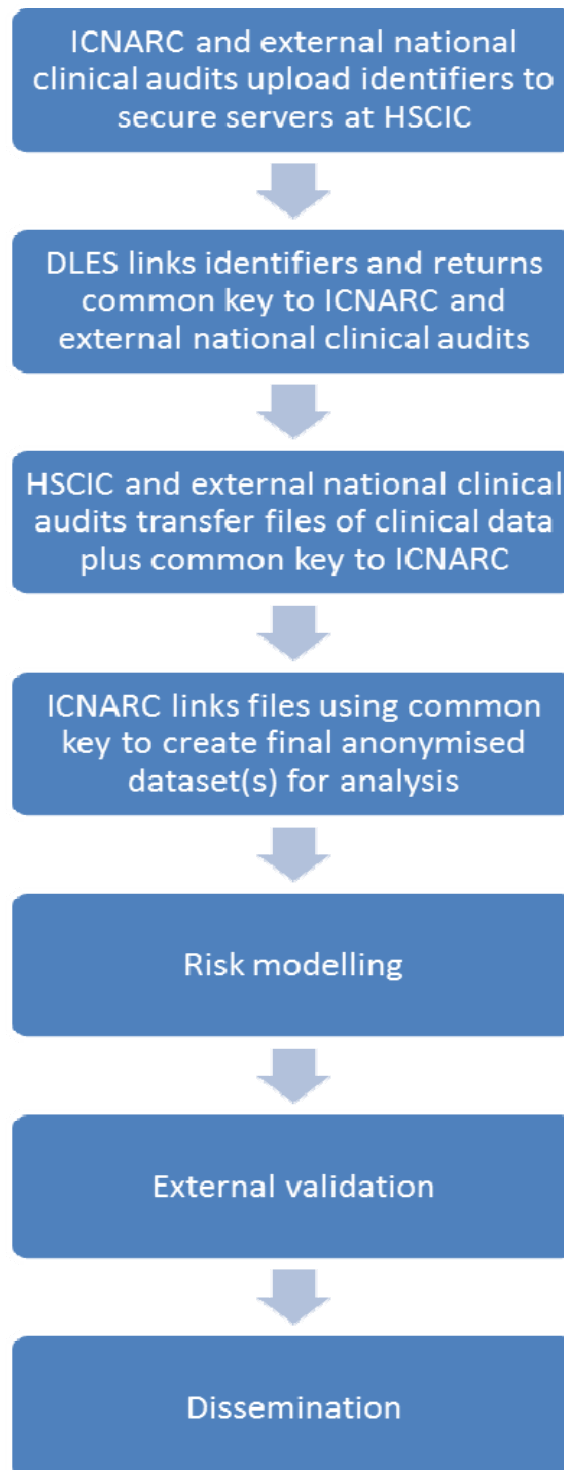 ICNARC and external national
clinical audits upload identifiers to
secure servers at HSCIC
DLES links identifiers and returns
common key to ICNARC and
external national clinical audits
HSCIC and external national clinical
audits transfer files of clinical data
plus common key to ICNARC
ICNARC links files using common
key to create final anonymised
dataset(s) for analysis
Risk modelling
External validation
Dissemination